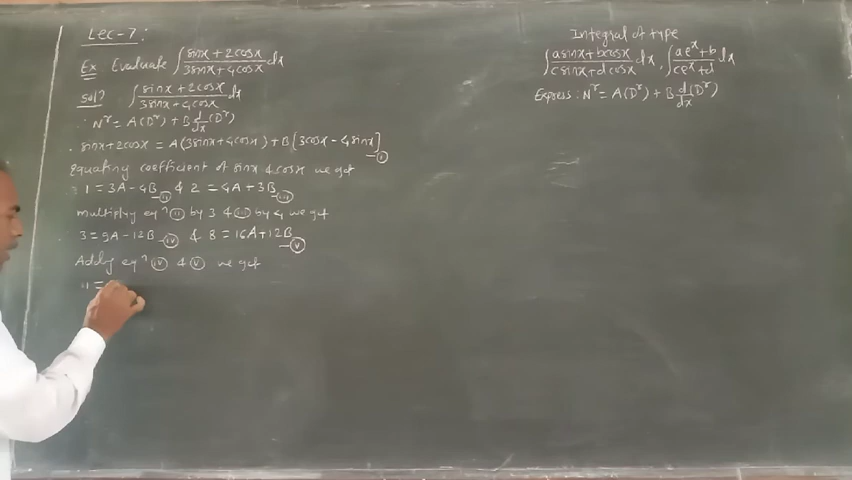 Lec-7:
Ex Evaluate ∫ (sinx + 2cosx)/(3sinx + 4cosx) dx
Solⁿ ∫ (sinx + 2cosx)/(3sinx + 4cosx) dx
∴ Nʳ = A(Dʳ) + B d/dx (Dʳ)
∴ sinx + 2cosx = A(3sinx + 4cosx) + B[3cosx - 4sinx] —(i)
Equating coefficient of sinx & cosx we get
∴ 1 = 3A - 4B —(ii) & 2 = 4A + 3B —(iii)
multiply eqⁿ (ii) by 3 & (iii) by 4 we get
3 = 9A - 12B —(iv) & 8 = 16A + 12B —(v)
Adding eqⁿ (iv) & (v) we get
11 =
Integral of type
∫ (asinx + bcosx)/(csinx + dcosx) dx, ∫ (aeˣ + b)/(ceˣ + d) dx
Express: Nʳ = A(Dʳ) + B d/dx (Dʳ)